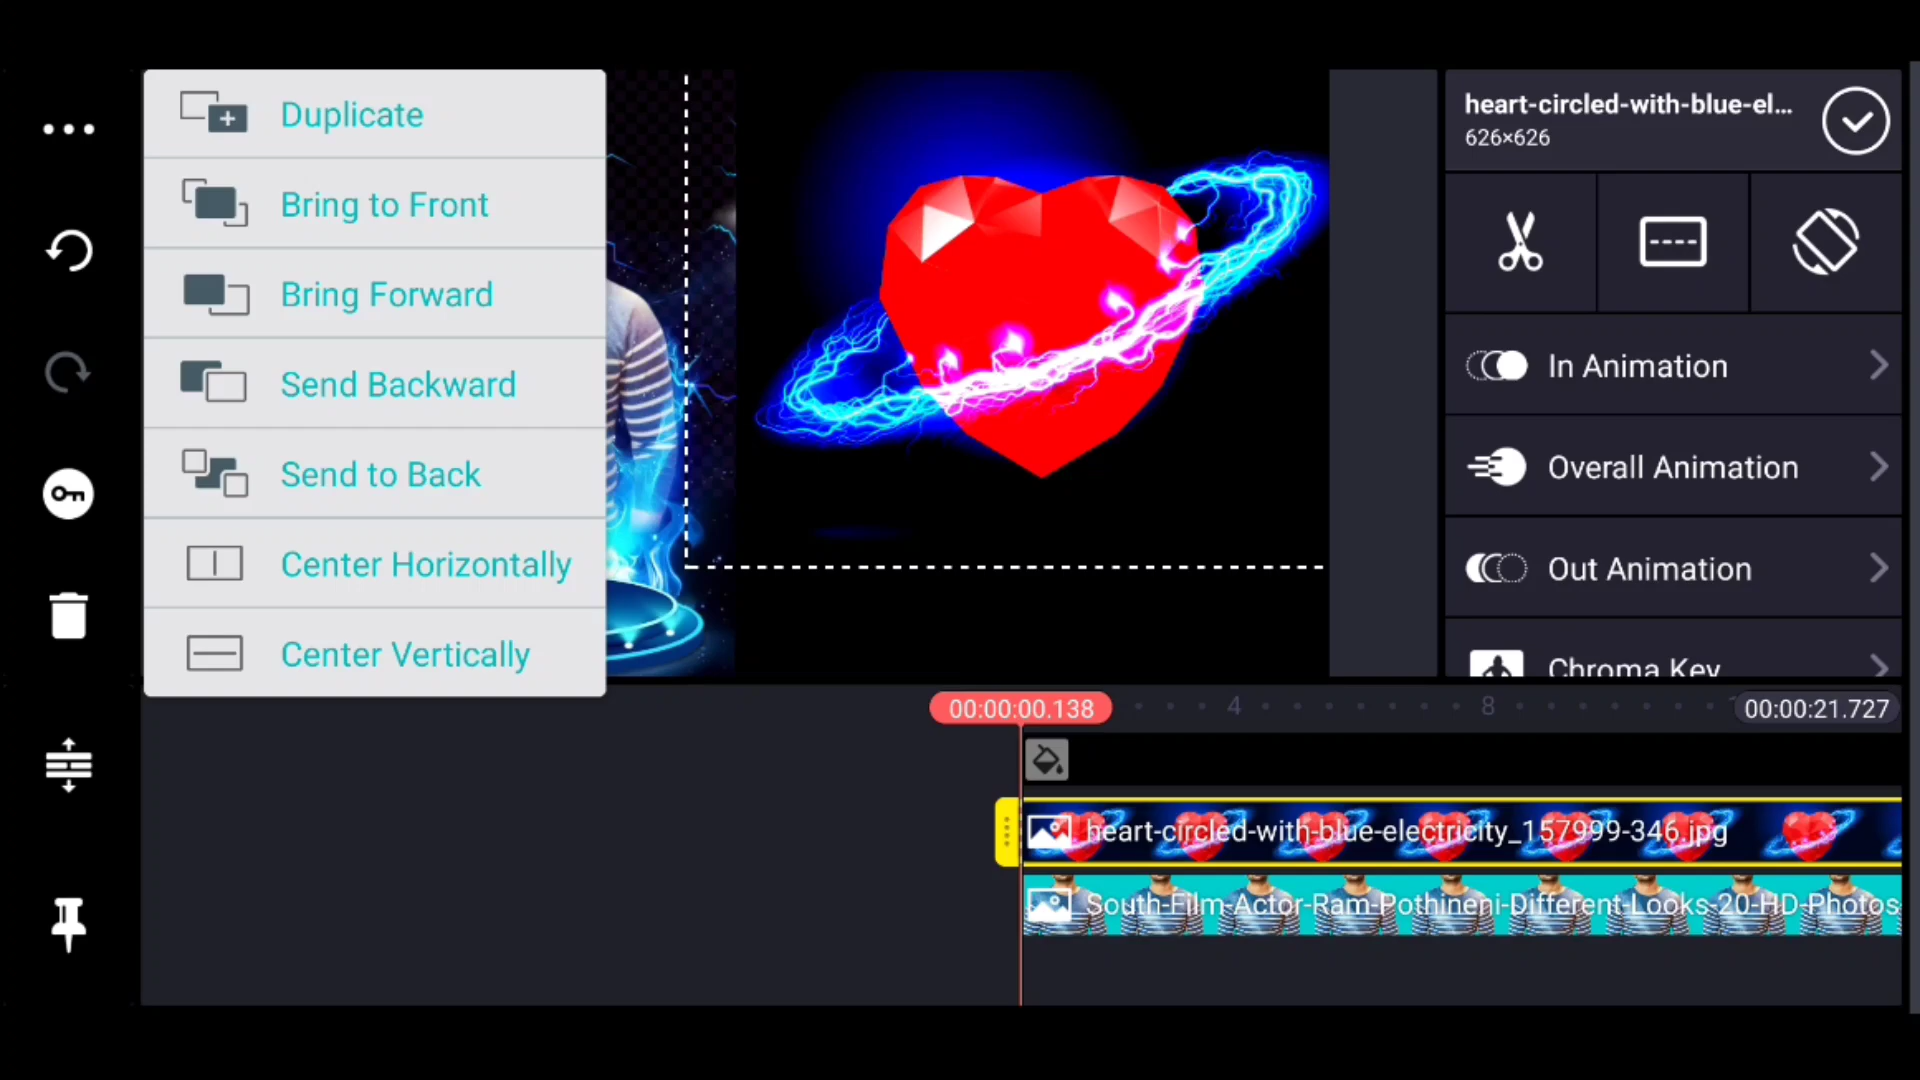 Duplicate
Bring to Front
Bring Forward
Send Backward
Send to Back
Center Horizontally
Center Vertically
heart-circled-with-blue-el...
626×626
In Animation
Overall Animation
Out Animation
Chroma Key
00:00:00.138
4
8
00:00:21.727
heart-circled-with-blue-electricity_157999-346.jpg
South-Film-Actor-Ram-Pothineni-Different-Looks-20-HD-Photos